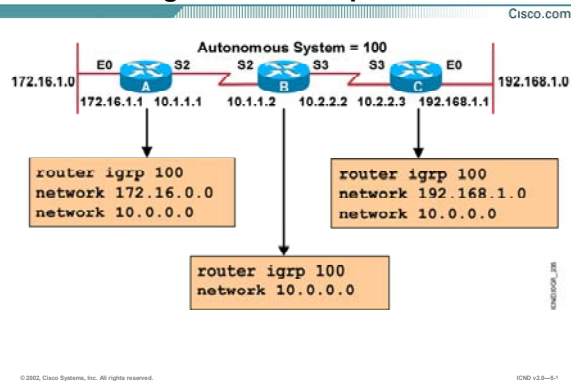 Cisco.com
Autonomous System = 100
172.16.1.0
E0
S2
S2
S3
S3
E0
192.168.1.0
A
B
C
172.16.1.1
10.1.1.1
10.1.1.2
10.2.2.2
10.2.2.3
192.168.1.1
router igrp 100
network 172.16.0.0
network 10.0.0.0
router igrp 100
network 192.168.1.0
network 10.0.0.0
router igrp 100
network 10.0.0.0
© 2002, Cisco Systems, Inc. All rights reserved.
ICND v2.0—5-1